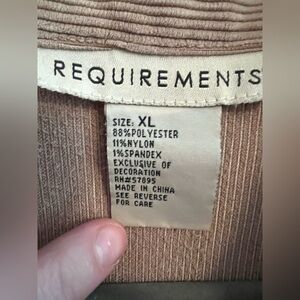 REQUIREMENTS
SIZE: XL
88%POLYESTER
11%NYLON
1%SPANDEX
EXCLUSIVE OF
DECORATION
RN#57895
MADE IN CHINA
SEE REVERSE
FOR CARE